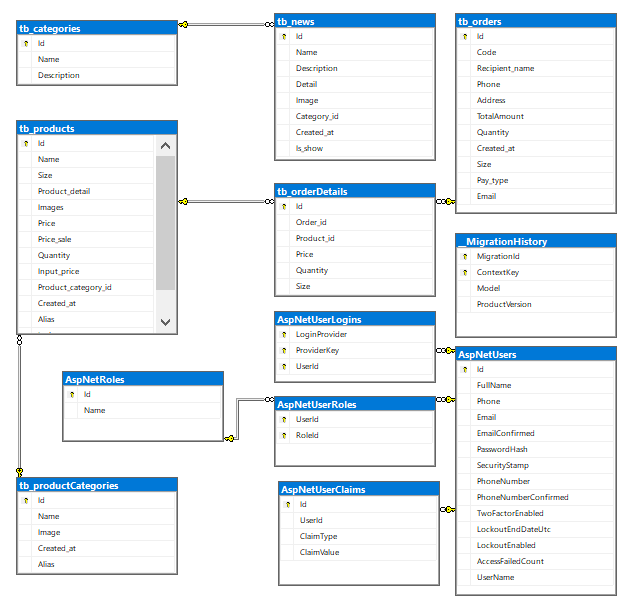 tb_categories
Id
Name
Description
tb_news
Id
Name
Description
Detail
Image
Category_id
Created_at
Is_show
tb_orders
Id
Code
Recipient_name
Phone
Address
TotalAmount
Quantity
Created_at
Size
Pay_type
Email
tb_products
Id
Name
Size
Product_detail
Images
Price
Price_sale
Quantity
Input_price
Product_category_id
Created_at
Alias
tb_orderDetails
Id
Order_id
Product_id
Price
Quantity
Size
__MigrationHistory
MigrationId
ContextKey
Model
ProductVersion
AspNetUserLogins
LoginProvider
ProviderKey
UserId
AspNetUsers
Id
FullName
Phone
Email
EmailConfirmed
PasswordHash
SecurityStamp
PhoneNumber
PhoneNumberConfirmed
TwoFactorEnabled
LockoutEndDateUtc
LockoutEnabled
AccessFailedCount
UserName
AspNetRoles
Id
Name
AspNetUserRoles
UserId
RoleId
tb_productCategories
Id
Name
Image
Created_at
Alias
AspNetUserClaims
Id
UserId
ClaimType
ClaimValue